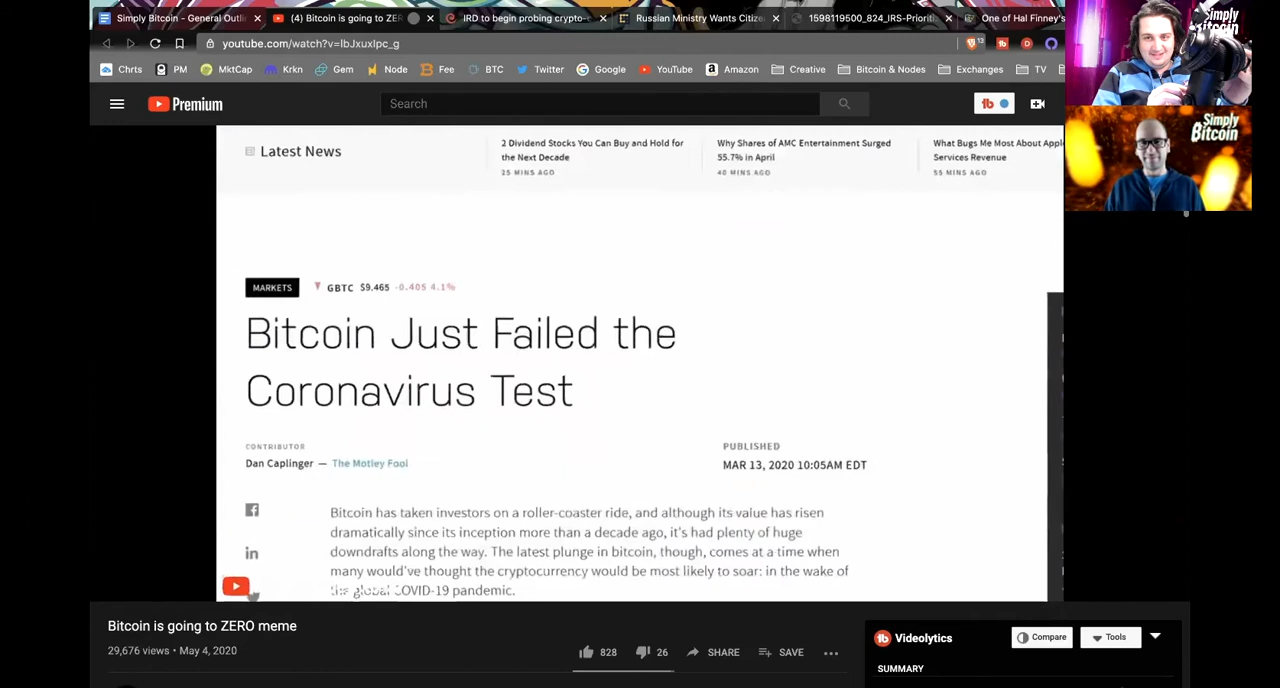 Simply Bitcoin - General Outli
(4) Bitcoin is going to ZER
IRD to begin probing crypto-
Russian Ministry Wants Citize
1598119500_824_IRS-Prioriti
One of Hal Finney's
youtube.com/watch?v=lbJxuxlpc_g
13
Chrts
PM
MktCap
Krkn
Gem
Node
Fee
BTC
Twitter
Google
YouTube
Amazon
Creative
Bitcoin & Nodes
Exchanges
TV
Simply Bitcoin
Simply Bitcoin
Premium
Search
Latest News
2 Dividend Stocks You Can Buy and Hold for
the Next Decade
25 MINS AGO
Why Shares of AMC Entertainment Surged
55.7% in April
40 MINS AGO
What Bugs Me Most About Appl
Services Revenue
55 MINS AGO
MARKETS
GBTC $9.465 -0.405 4.1%
Bitcoin Just Failed the
Coronavirus Test
CONTRIBUTOR
Dan Caplinger — The Motley Fool
PUBLISHED
MAR 13, 2020 10:05AM EDT
Bitcoin has taken investors on a roller-coaster ride, and although its value has risen
dramatically since its inception more than a decade ago, it's had plenty of huge
downdrafts along the way. The latest plunge in bitcoin, though, comes at a time when
many would've thought the cryptocurrency would be most likely to soar: in the wake of
the global COVID-19 pandemic.
Bitcoin is going to ZERO meme
29,676 views • May 4, 2020
828
26
SHARE
SAVE
Videolytics
Compare
Tools
SUMMARY